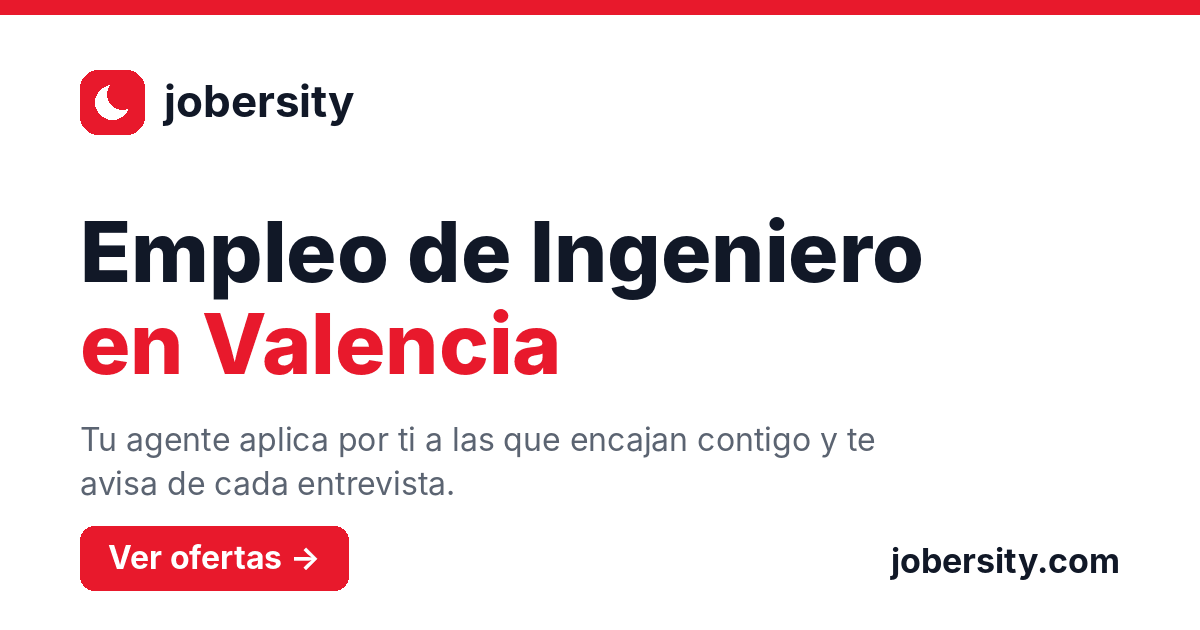 jobersity
Empleo de Ingeniero
en Valencia
Tu agente aplica por ti a las que encajan contigo y te
avisa de cada entrevista.
Ver ofertas →
jobersity.com